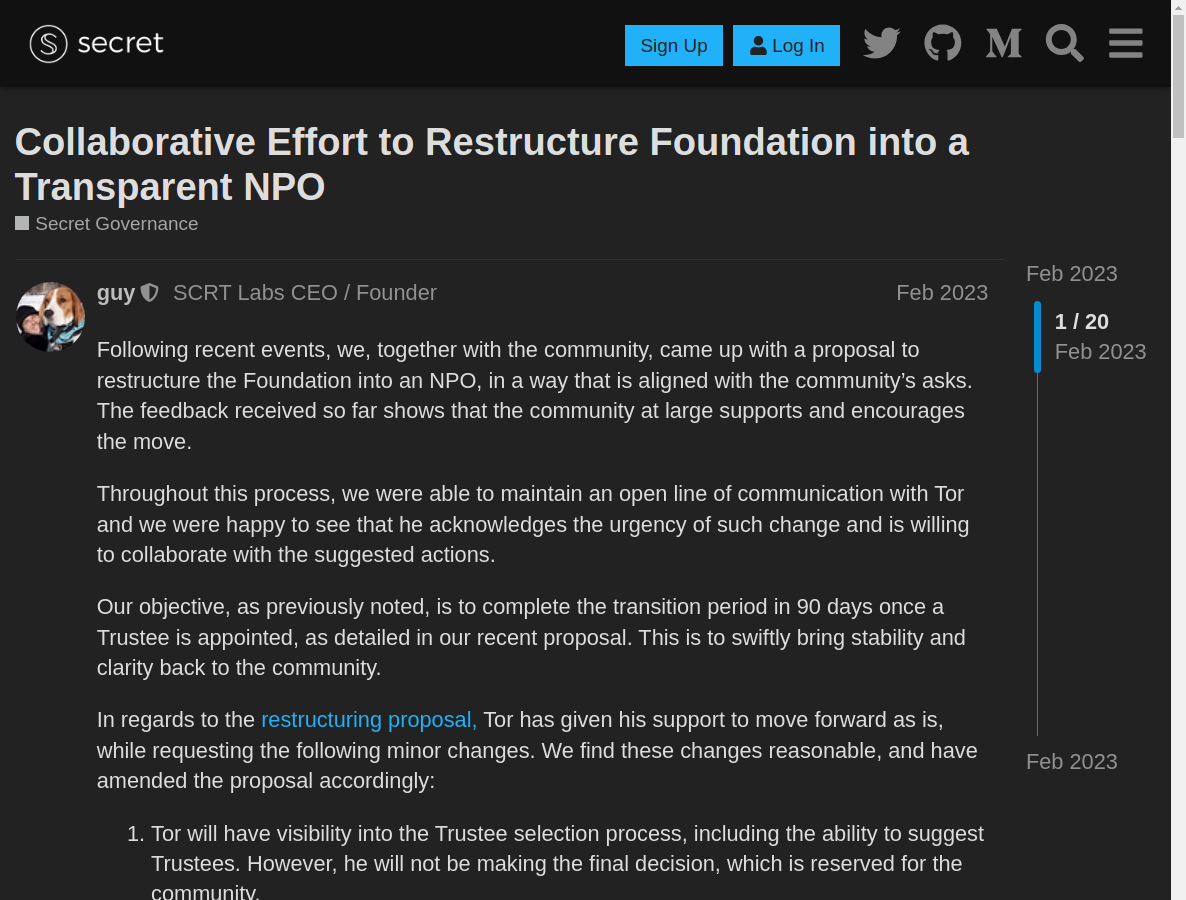 secret
Sign Up
Log In
Collaborative Effort to Restructure Foundation into a
Transparent NPO
Secret Governance
guy SCRT Labs CEO / Founder
Feb 2023
Following recent events, we, together with the community, came up with a proposal to
restructure the Foundation into an NPO, in a way that is aligned with the community’s asks.
The feedback received so far shows that the community at large supports and encourages
the move.
Throughout this process, we were able to maintain an open line of communication with Tor
and we were happy to see that he acknowledges the urgency of such change and is willing
to collaborate with the suggested actions.
Our objective, as previously noted, is to complete the transition period in 90 days once a
Trustee is appointed, as detailed in our recent proposal. This is to swiftly bring stability and
clarity back to the community.
In regards to the restructuring proposal, Tor has given his support to move forward as is,
while requesting the following minor changes. We find these changes reasonable, and have
amended the proposal accordingly:
1. Tor will have visibility into the Trustee selection process, including the ability to suggest
Trustees. However, he will not be making the final decision, which is reserved for the
community.
Feb 2023
1 / 20
Feb 2023
Feb 2023